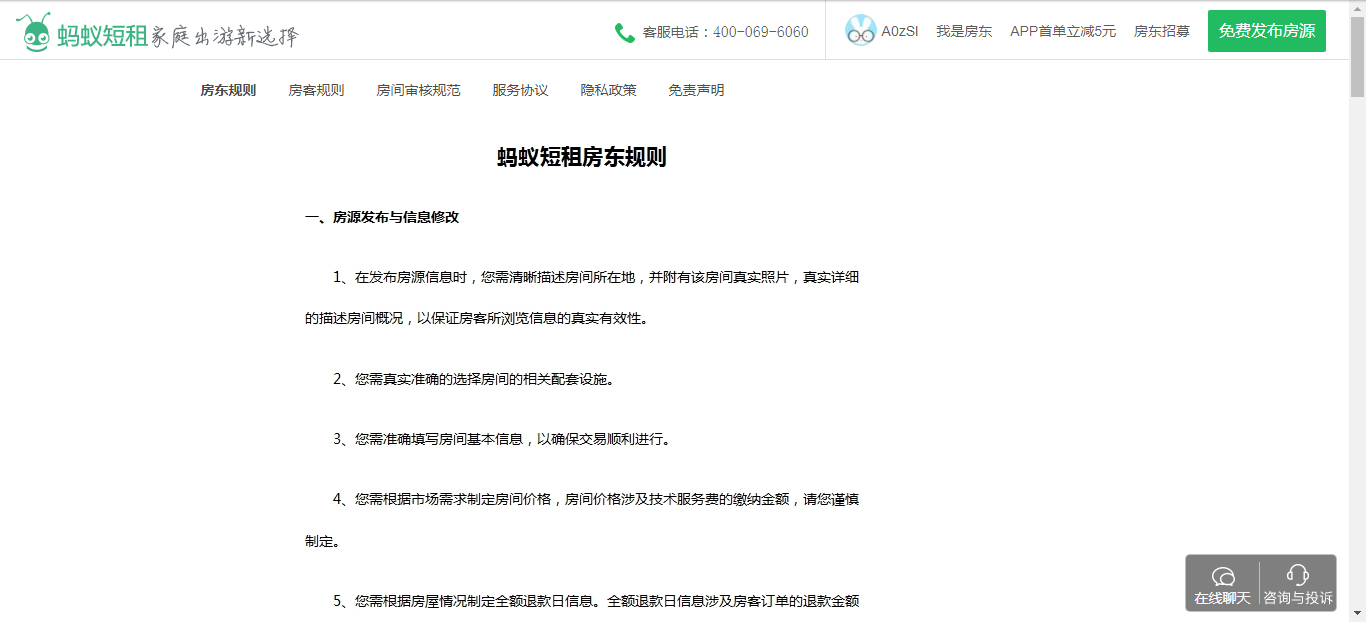 蚂蚁短租家庭出游新选择
客服电话：400-069-6060
A0zSI 我是房东 APP首单立减5元 房东招募 免费发布房源
房东规则 房客规则 房间审核规范 服务协议 隐私政策 免责声明
蚂蚁短租房东规则
一、房源发布与信息修改
1、在发布房源信息时，您需清晰描述房间所在地，并附有该房间真实照片，真实详细
的描述房间概况，以保证房客所浏览信息的真实有效性。
2、您需真实准确的选择房间的相关配套设施。
3、您需准确填写房间基本信息，以确保交易顺利进行。
4、您需根据市场需求制定房间价格，房间价格涉及技术服务费的缴纳金额，请您谨慎
制定。
5、您需根据房屋情况制定全额退款日信息。全额退款日信息涉及房客订单的退款金额
在线聊天 咨询与投诉